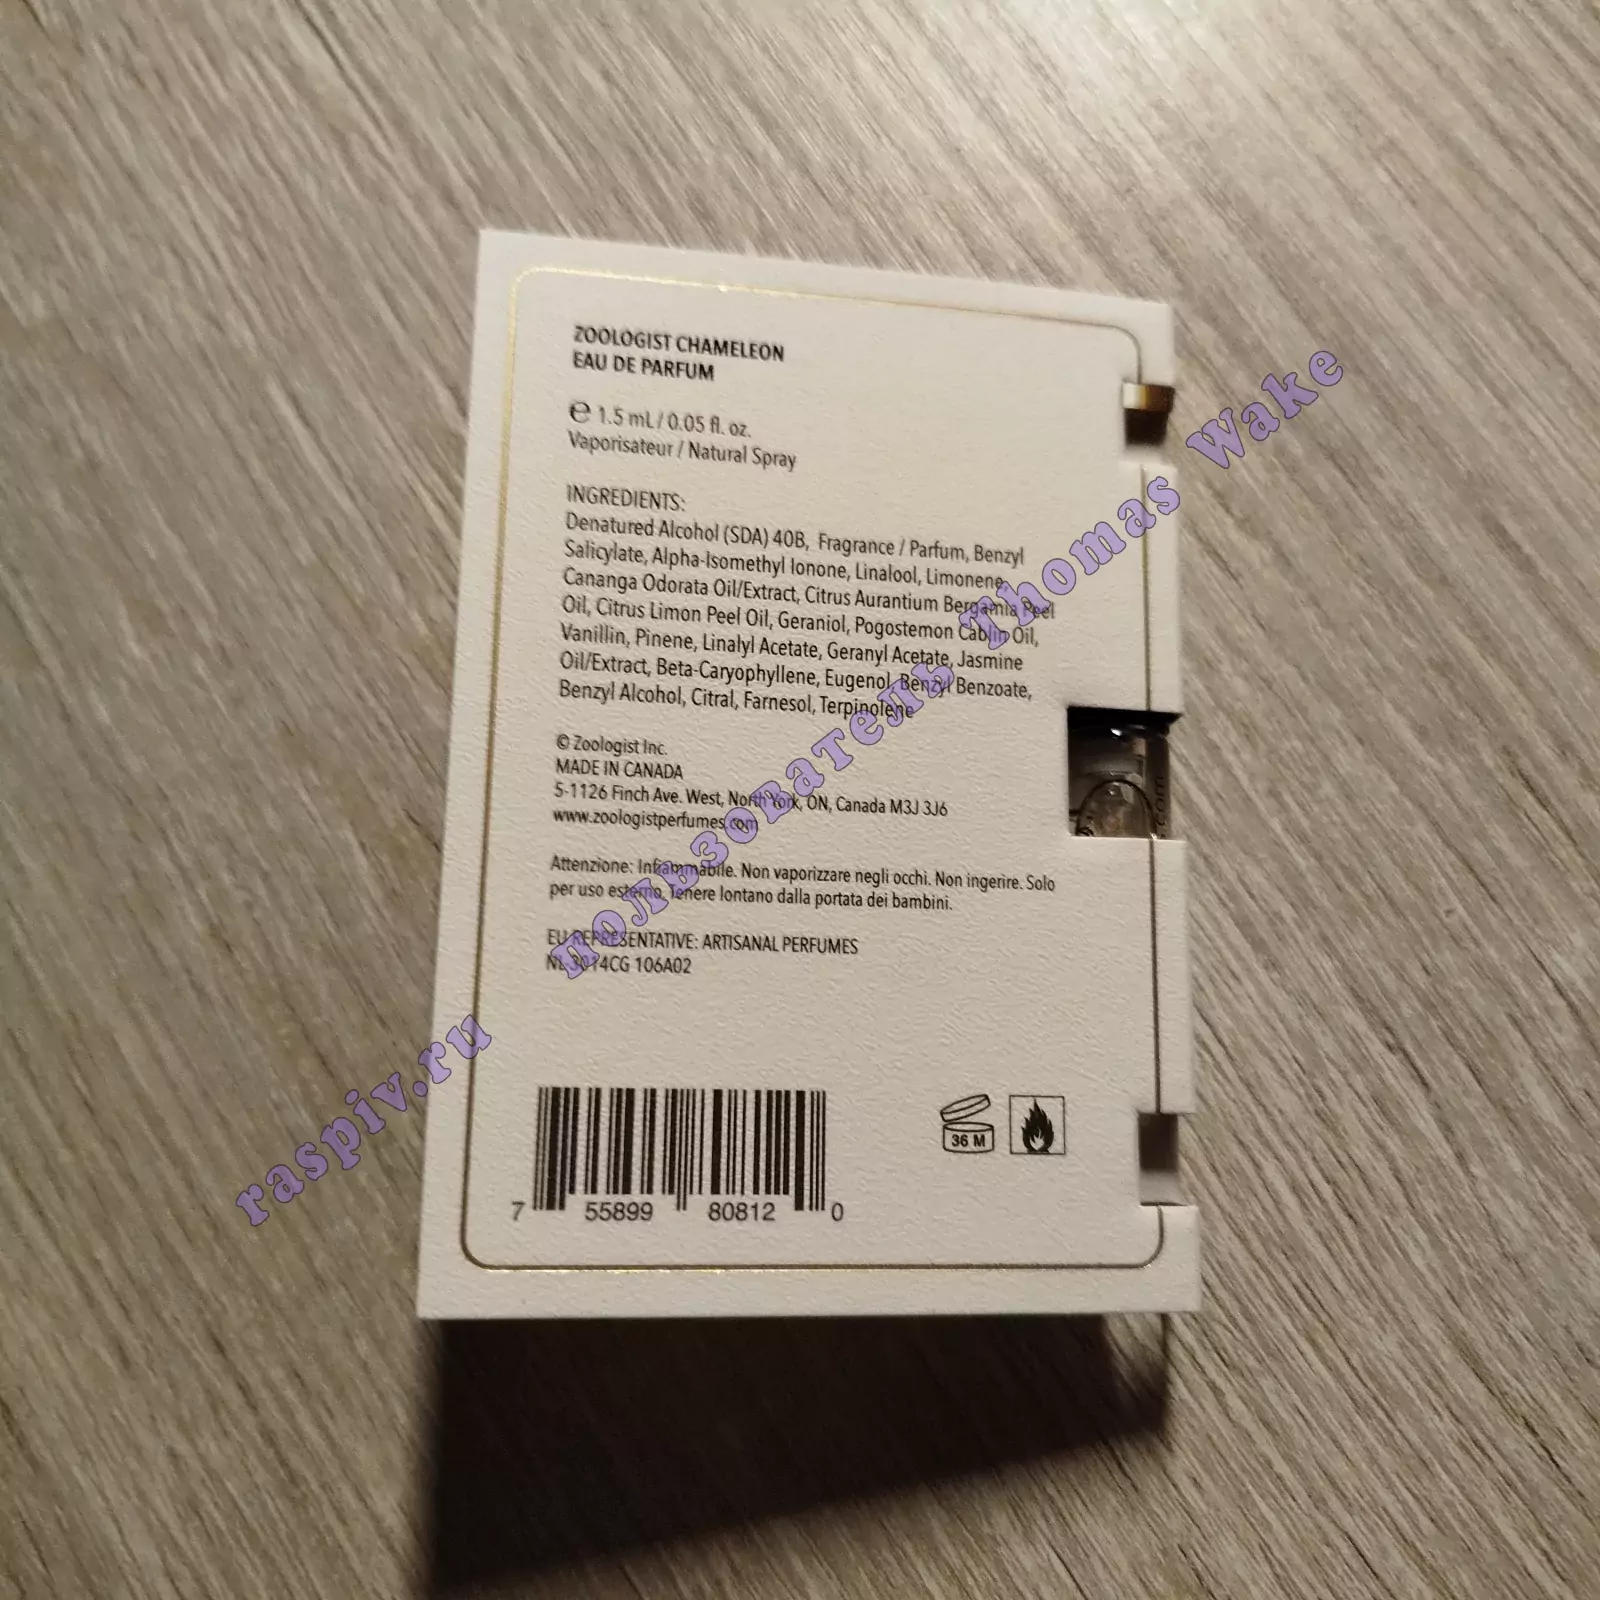 ZOOLOGIST CHAMELEON
EAU DE PARFUM
℮ 1.5 mL / 0.05 fl. oz.
Vaporisateur / Natural Spray
INGREDIENTS:
Denatured Alcohol (SDA) 40B, Fragrance / Parfum, Benzyl
Salicylate, Alpha-Isomethyl Ionone, Linalool, Limonene,
Cananga Odorata Oil/Extract, Citrus Aurantium Bergamia Peel
Oil, Citrus Limon Peel Oil, Geraniol, Pogostemon Cablin Oil,
Vanillin, Pinene, Linalyl Acetate, Geranyl Acetate, Jasmine
Oil/Extract, Beta-Caryophyllene, Eugenol, Benzyl Benzoate,
Benzyl Alcohol, Citral, Farnesol, Terpinolene
© Zoologist Inc.
MADE IN CANADA
5-1126 Finch Ave. West, North York, ON, Canada M3J 3J6
www.zoologistperfumes.com
Attenzione: Infiammabile. Non vaporizzare negli occhi. Non ingerire. Solo
per uso esterno. Tenere lontano dalla portata dei bambini.
EU REPRESENTATIVE: ARTISANAL PERFUMES
NL-3014CG 106A02
36 M
7 55899 80812 0
.com
raspiv.ru пользователь Thomas Wake